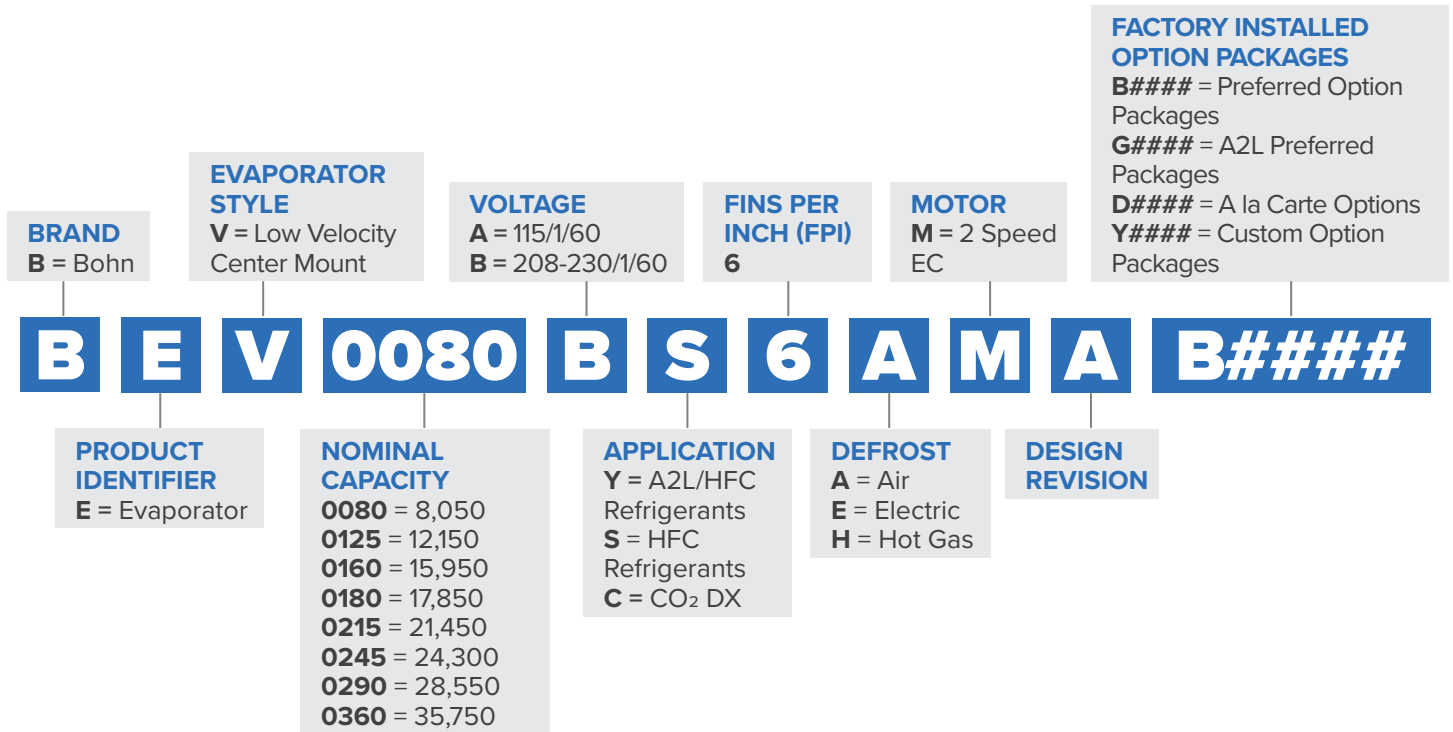 FACTORY INSTALLED
OPTION PACKAGES
B#### = Preferred Option
Packages
G#### = A2L Preferred
Packages
D#### = A la Carte Options
Y#### = Custom Option
Packages
EVAPORATOR
STYLE
V = Low Velocity
Center Mount
VOLTAGE
A = 115/1/60
B = 208-230/1/60
FINS PER
INCH (FPI)
6
MOTOR
M = 2 Speed
EC
BRAND
B = Bohn
B E V 0080 B S 6 A M A B####
PRODUCT
IDENTIFIER
E = Evaporator
NOMINAL
CAPACITY
0080 = 8,050
0125 = 12,150
0160 = 15,950
0180 = 17,850
0215 = 21,450
0245 = 24,300
0290 = 28,550
0360 = 35,750
APPLICATION
Y = A2L/HFC
Refrigerants
S = HFC
Refrigerants
C = CO₂ DX
DEFROST
A = Air
E = Electric
H = Hot Gas
DESIGN
REVISION